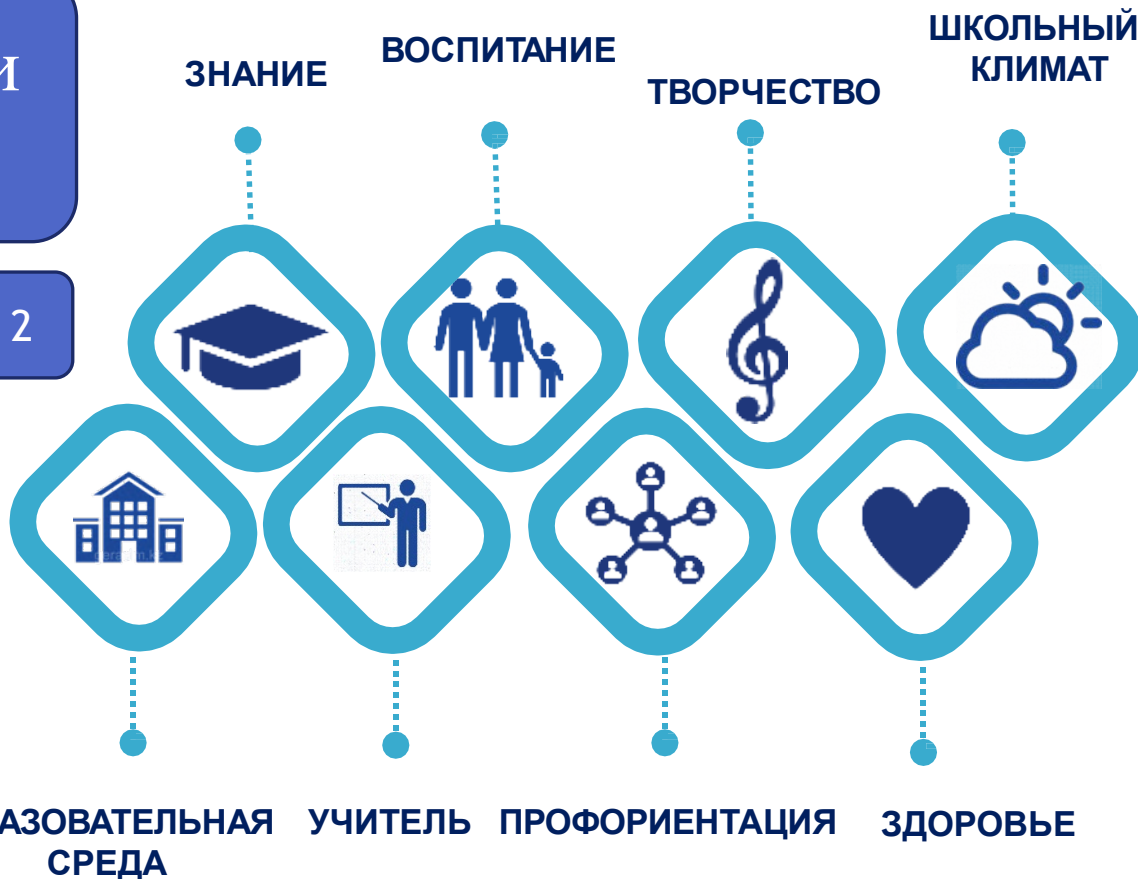 И
2
ЗНАНИЕ
ВОСПИТАНИЕ
ТВОРЧЕСТВО
ШКОЛЬНЫЙ
КЛИМАТ
АЗОВАТЕЛЬНАЯ
СРЕДА
УЧИТЕЛЬ
ПРОФОРИЕНТАЦИЯ
ЗДОРОВЬЕ